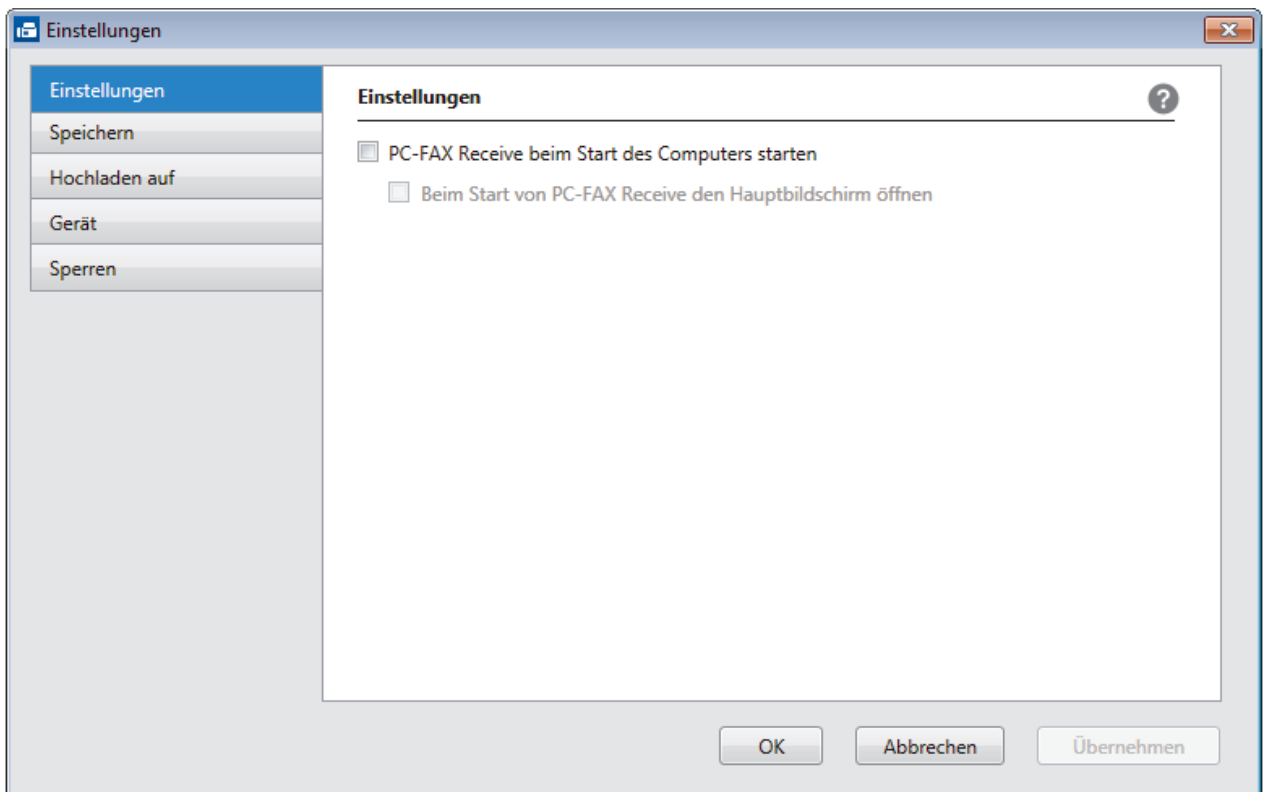 Einstellungen
Einstellungen
Speichern
Hochladen auf
Gerät
Sperren
Einstellungen
?
PC-FAX Receive beim Start des Computers starten
Beim Start von PC-FAX Receive den Hauptbildschirm öffnen
OK
Abbrechen
Übernehmen